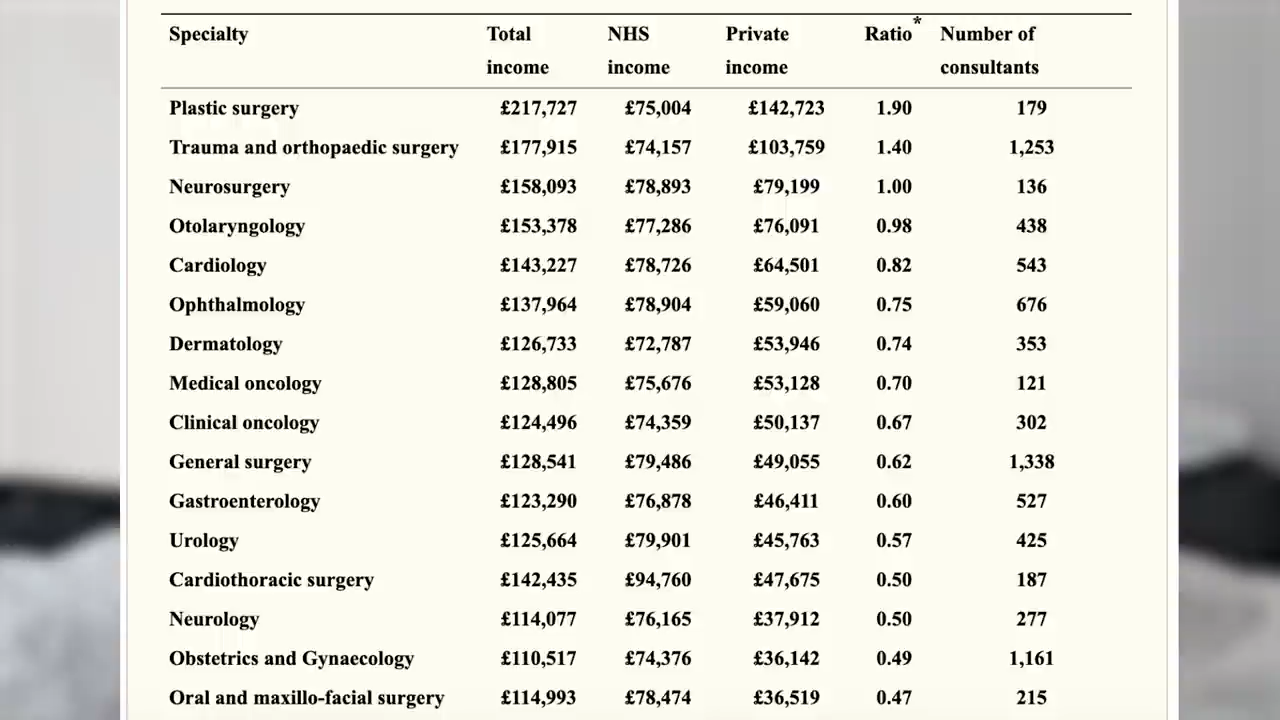 Specialty Total income NHS income Private income Ratio* Number of consultants
Plastic surgery £217,727 £75,004 £142,723 1.90 179
Trauma and orthopaedic surgery £177,915 £74,157 £103,759 1.40 1,253
Neurosurgery £158,093 £78,893 £79,199 1.00 136
Otolaryngology £153,378 £77,286 £76,091 0.98 438
Cardiology £143,227 £78,726 £64,501 0.82 543
Ophthalmology £137,964 £78,904 £59,060 0.75 676
Dermatology £126,733 £72,787 £53,946 0.74 353
Medical oncology £128,805 £75,676 £53,128 0.70 121
Clinical oncology £124,496 £74,359 £50,137 0.67 302
General surgery £128,541 £79,486 £49,055 0.62 1,338
Gastroenterology £123,290 £76,878 £46,411 0.60 527
Urology £125,664 £79,901 £45,763 0.57 425
Cardiothoracic surgery £142,435 £94,760 £47,675 0.50 187
Neurology £114,077 £76,165 £37,912 0.50 277
Obstetrics and Gynaecology £110,517 £74,376 £36,142 0.49 1,161
Oral and maxillo-facial surgery £114,993 £78,474 £36,519 0.47 215